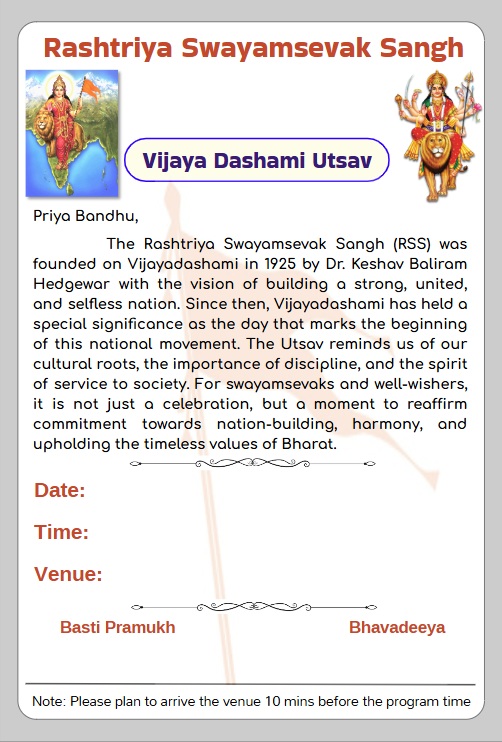 Rashtriya Swayamsevak Sangh
Vijaya Dashami Utsav
Priya Bandhu,
The Rashtriya Swayamsevak Sangh (RSS) was
founded on Vijayadashami in 1925 by Dr. Keshav Baliram
Hedgewar with the vision of building a strong, united,
and selfless nation. Since then, Vijayadashami has held a
special significance as the day that marks the beginning
of this national movement. The Utsav reminds us of our
cultural roots, the importance of discipline, and the spirit
of service to society. For swayamsevaks and well-wishers,
it is not just a celebration, but a moment to reaffirm
commitment towards nation-building, harmony, and
upholding the timeless values of Bharat.
Date:
Time:
Venue:
Basti Pramukh Bhavadeeya
Note: Please plan to arrive the venue 10 mins before the program time